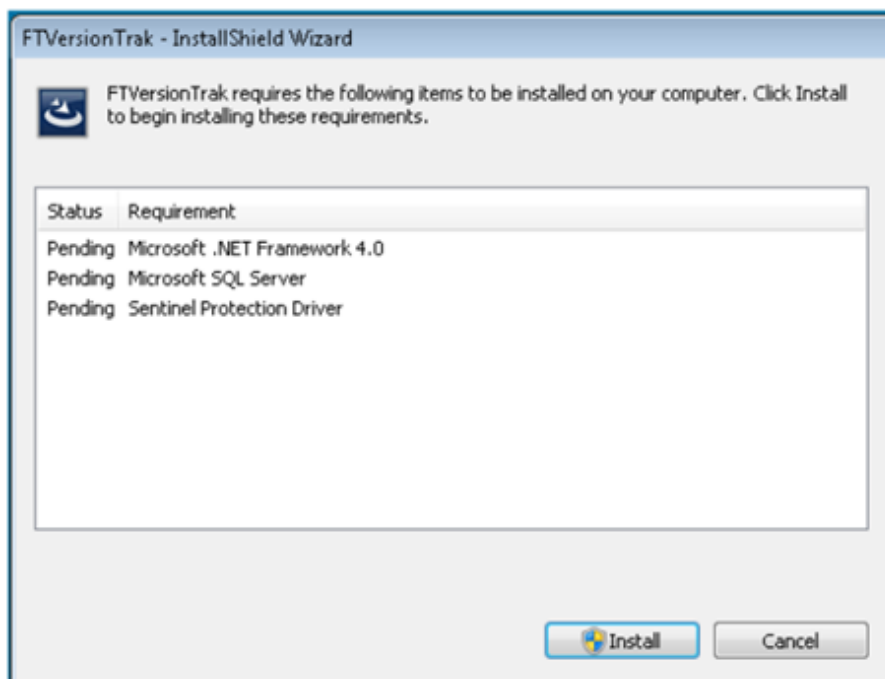 FTVersionTrak - InstallShield Wizard
FTVersionTrak requires the following items to be installed on your computer. Click Install
to begin installing these requirements.
Status Requirement
Pending Microsoft .NET Framework 4.0
Pending Microsoft SQL Server
Pending Sentinel Protection Driver
Install Cancel